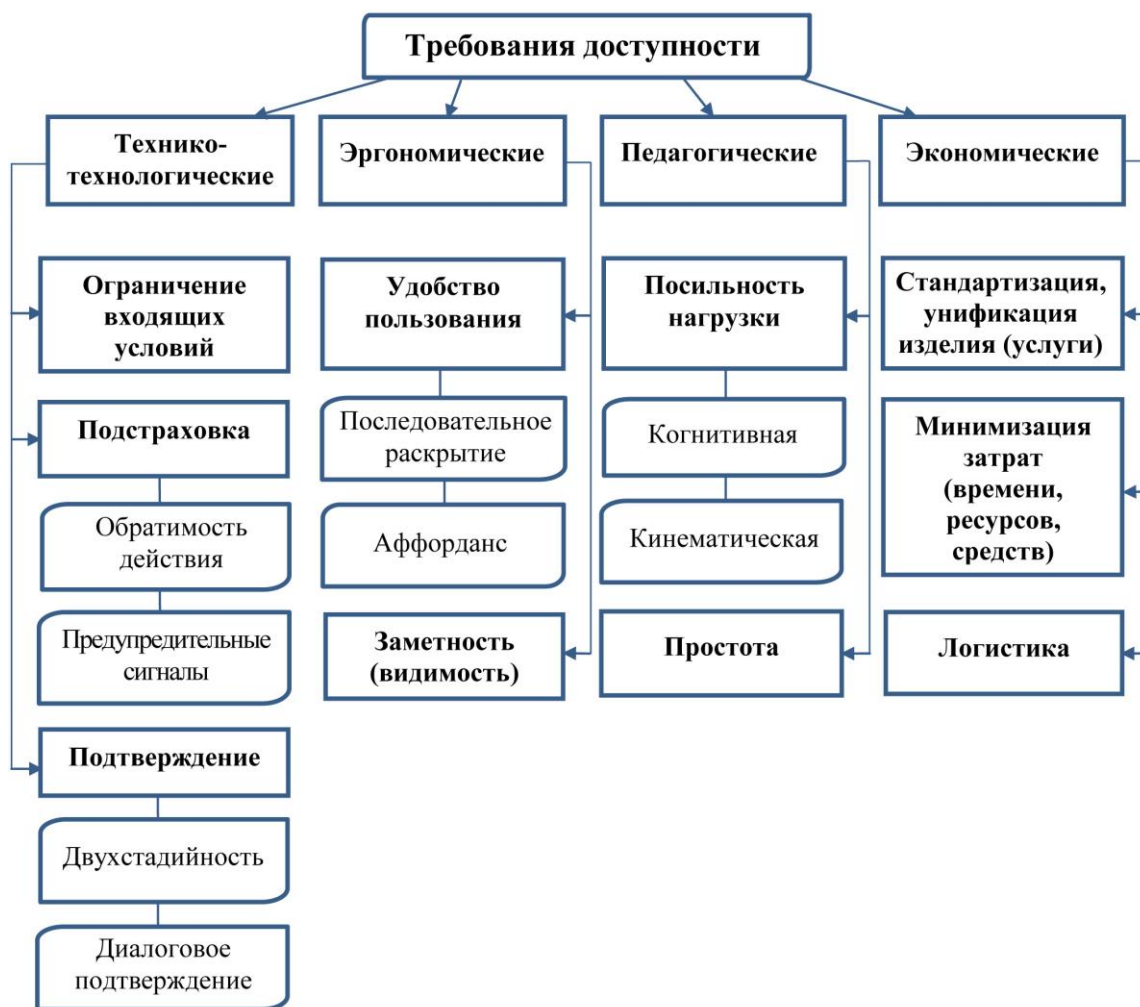 Требования доступности
Технико-
технологические
Эргономические
Педагогические
Экономические
Ограничение
входящих
условий
Удобство
пользования
Посильность
нагрузки
Стандартизация,
унификация
изделия (услуги)
Подстраховка
Последовательное
раскрытие
Когнитивная
Минимизация
затрат
(времени,
ресурсов,
средств)
Обратимость
действия
Аффорданс
Кинематическая
Предупредительные
сигналы
Заметность
(видимость)
Простота
Логистика
Подтверждение
Двухстадийность
Диалоговое
подтверждение